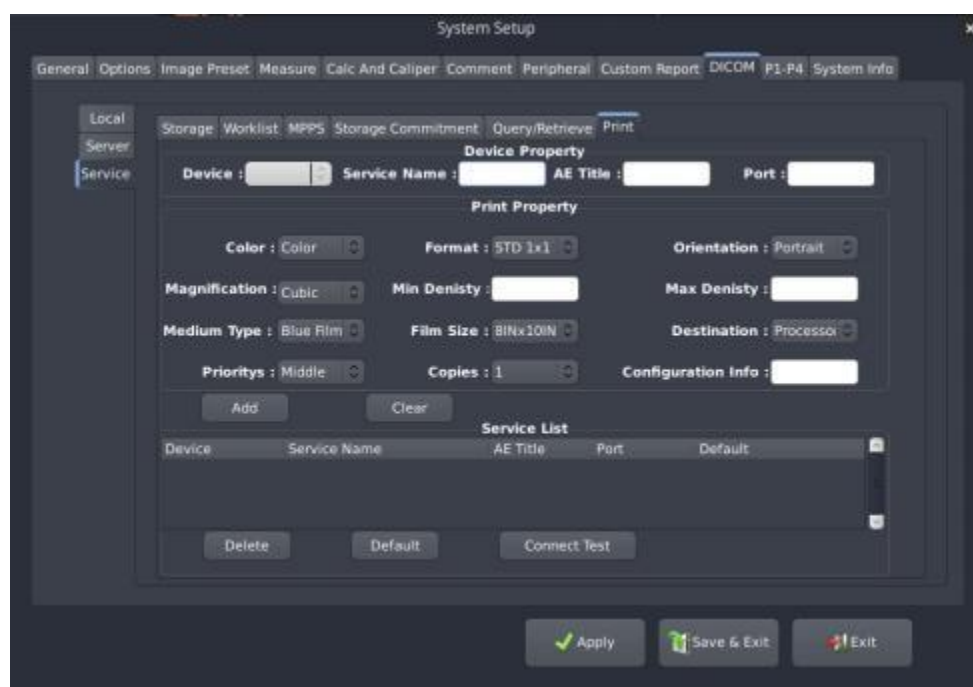 System Setup
General Options Image Preset Measure Calc And Caliper Comment Peripheral Custom Report DICOM P1-P4 System Info
Local
Server
Service
Storage Worklist MPPS Storage Commitment Query/Retrieve Print
Device Property
Device : Service Name : AE Title : Port :
Print Property
Color : Color Format : STD 1x1 Orientation : Portrait
Magnification : Cubic Min Denisty : Max Denisty :
Medium Type : Blue Film Film Size : 8INx10IN Destination : Processor
Prioritys : Middle Copies : 1 Configuration Info :
Add Clear
Service List
Device Service Name AE Title Port Default
Delete Default Connect Test
Apply Save & Exit Exit